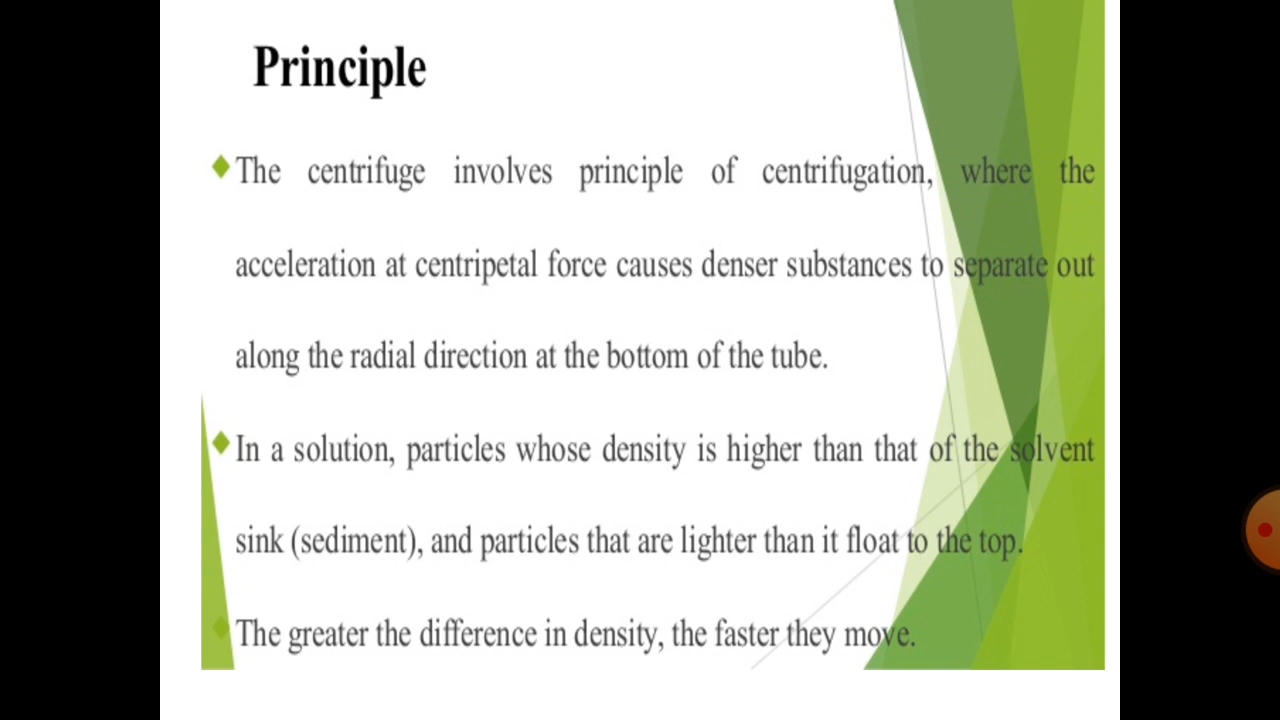 Principle
The centrifuge involves principle of centrifugation, where the
acceleration at centripetal force causes denser substances to separate out
along the radial direction at the bottom of the tube.
In a solution, particles whose density is higher than that of the solvent
sink (sediment), and particles that are lighter than it float to the top.
The greater the difference in density, the faster they move.